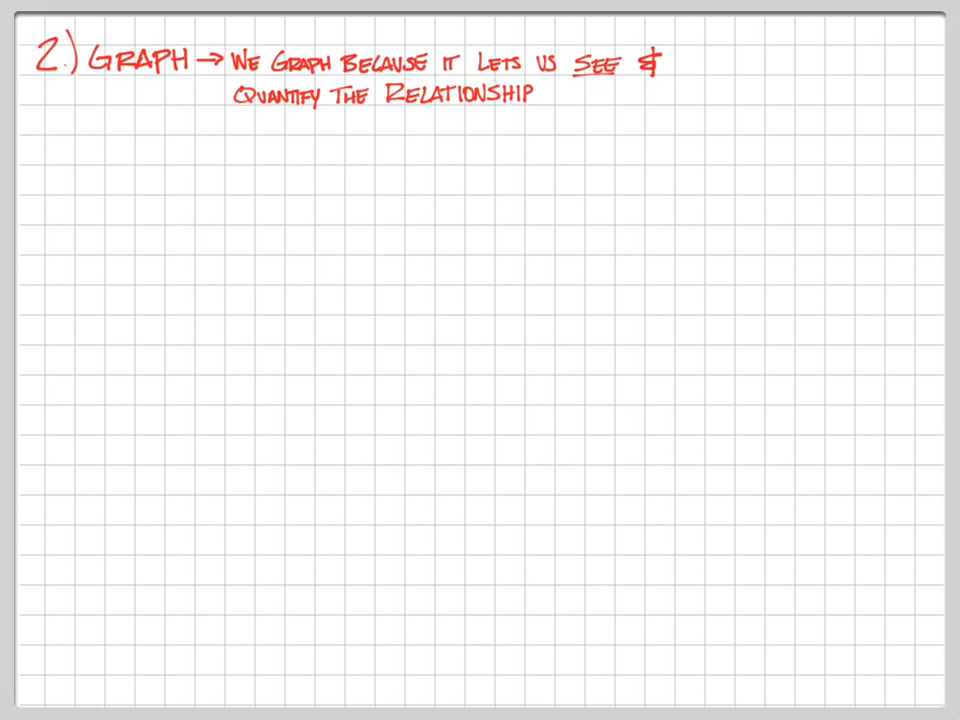 2.) GRAPH → WE GRAPH BECAUSE IT LETS US SEE &
QUANTIFY THE RELATIONSHIP